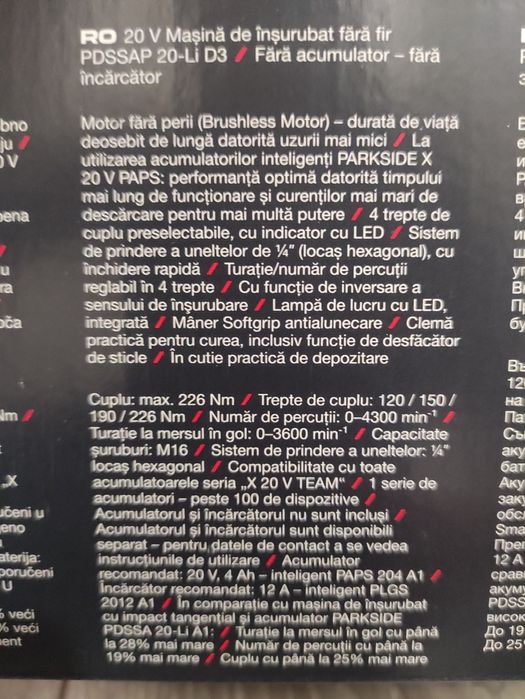 RO 20 V Mașină de înșurubat fără fir
PDSSAP 20-Li D3 / Fără acumulator – fără
încărcător
Motor fără perii (Brushless Motor) – durată de viață
deosebit de lungă datorită uzurii mai mici / La
utilizarea acumulatorilor inteligenți PARKSIDE X
20 V PAPS: performanță optimă datorită timpului
mai lung de funcționare și curenților mai mari de
descărcare pentru mai multă putere / 4 trepte de
cuplu preselectabile, cu indicator cu LED / Sistem
de prindere a uneltelor de ¼" (locaș hexagonal), cu
închidere rapidă / Turație/număr de percuții
reglabil în 4 trepte / Cu funcție de inversare a
sensului de înșurubare / Lampă de lucru cu LED,
integrată / Mâner Softgrip antialunecare / Clemă
practică pentru curea, inclusiv funcție de desfăcător
de sticle / În cutie practică de depozitare
Cuplu: max. 226 Nm / Trepte de cuplu: 120 / 150 /
190 / 226 Nm / Număr de percuții: 0–4300 min⁻¹ /
Turație la mersul în gol: 0–3600 min⁻¹ / Capacitate
șuruburi: M16 / Sistem de prindere a uneltelor: ¼"
locaș hexagonal / Compatibilitate cu toate
acumulatoarele seria „X 20 V TEAM" / 1 serie de
acumulatori – peste 100 de dispozitive /
Acumulatorul și încărcătorul nu sunt incluși /
Acumulatorul și încărcătorul sunt disponibili
separat – pentru datele de contact a se vedea
instrucțiunile de utilizare / Acumulator
recomandat: 20 V, 4 Ah – inteligent PAPS 204 A1 /
Încărcător recomandat: 12 A – inteligent PLGS
2012 A1 / În comparație cu mașina de înșurubat
cu impact tangențial și acumulator PARKSIDE
PDSSA 20-Li A1: / Turație la mersul în gol cu până
la 28% mai mare / Număr de percuții cu până la
19% mai mare / Cuplu cu până la 25% mai mare